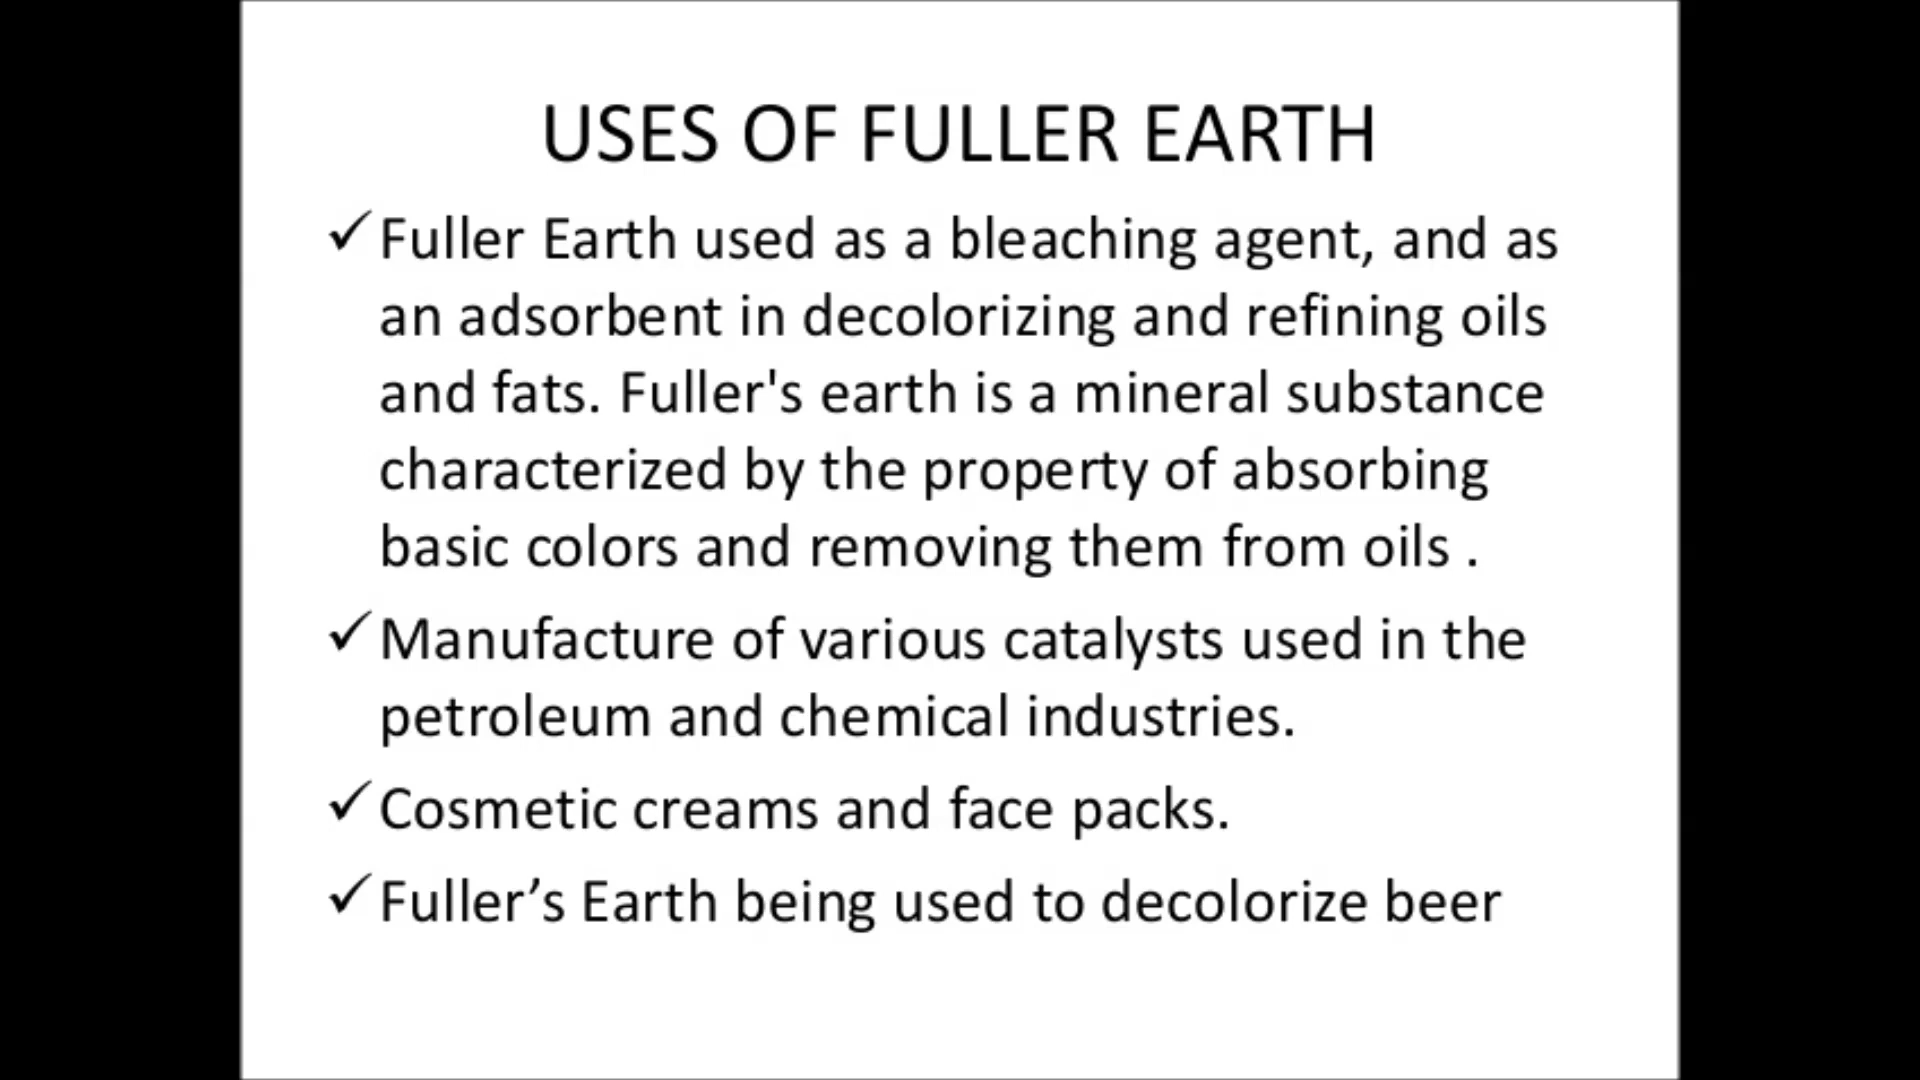 USES OF FULLER EARTH
✓Fuller Earth used as a bleaching agent, and as
an adsorbent in decolorizing and refining oils
and fats. Fuller's earth is a mineral substance
characterized by the property of absorbing
basic colors and removing them from oils .
✓Manufacture of various catalysts used in the
petroleum and chemical industries.
✓Cosmetic creams and face packs.
✓Fuller’s Earth being used to decolorize beer